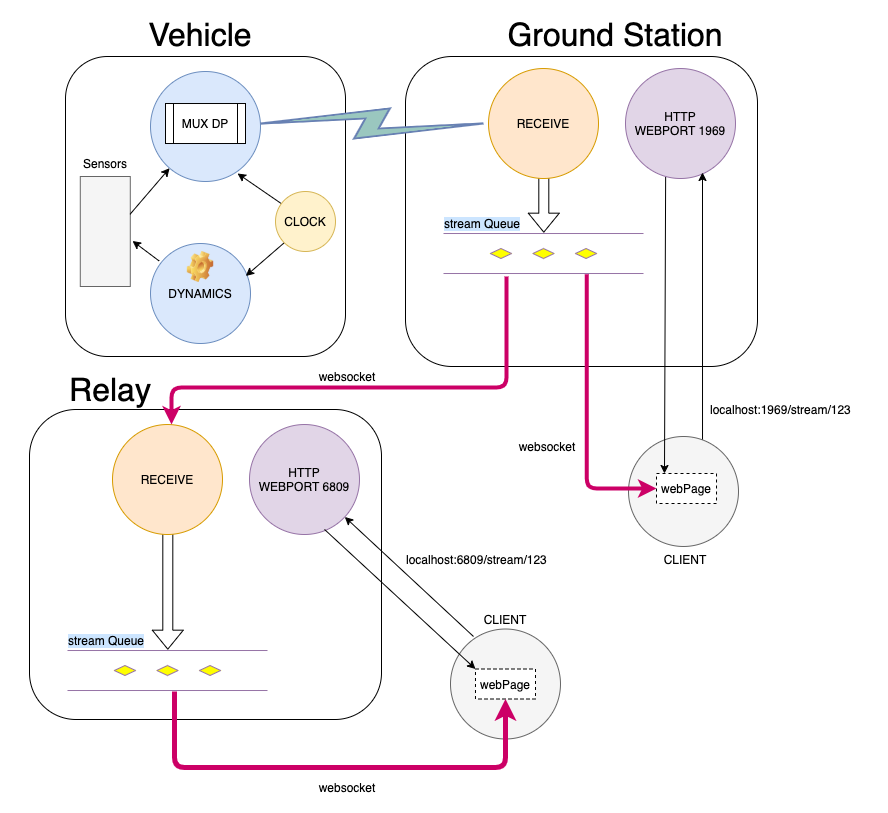 Vehicle
Ground Station
MUX DP
RECEIVE
HTTP
WEBPORT 1969
Sensors
CLOCK
stream Queue
DYNAMICS
websocket
Relay
localhost:1969/stream/123
websocket
RECEIVE
HTTP
WEBPORT 6809
webPage
localhost:6809/stream/123
CLIENT
CLIENT
stream Queue
webPage
websocket